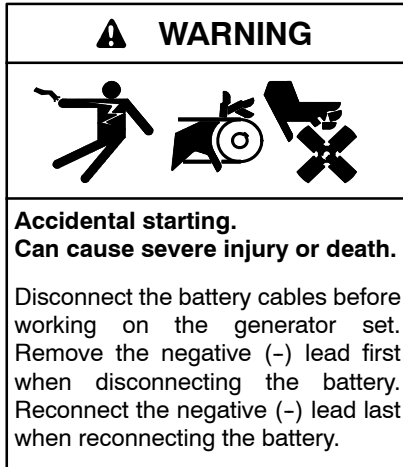 WARNING
Accidental starting.
Can cause severe injury or death.
Disconnect the battery cables before
working on the generator set.
Remove the negative (–) lead first
when disconnecting the battery.
Reconnect the negative (–) lead last
when reconnecting the battery.